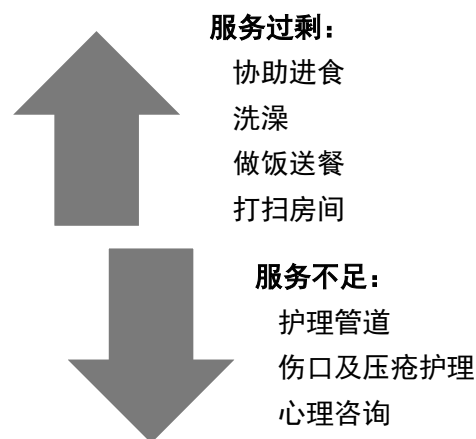 服务过剩：
协助进食
洗澡
做饭送餐
打扫房间
服务不足：
护理管道
伤口及压疮护理
心理咨询